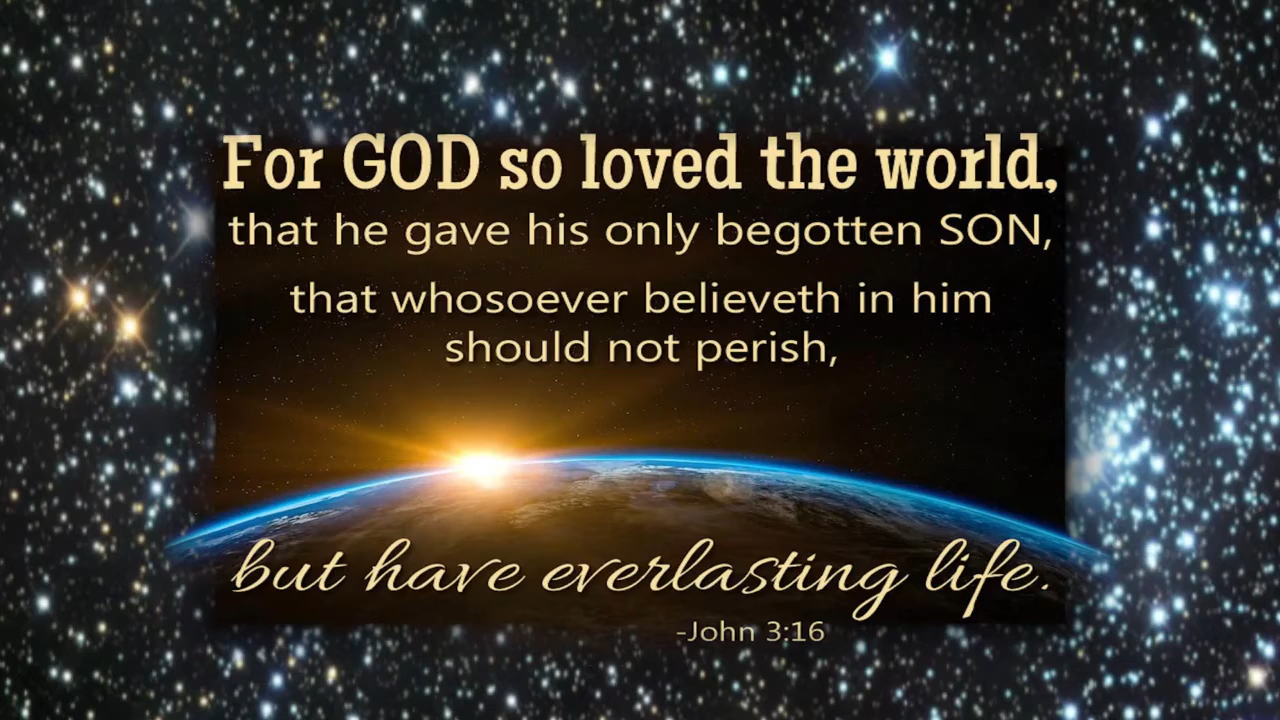 For GOD so loved the world,
that he gave his only begotten SON,
that whosoever believeth in him
should not perish,
but have everlasting life.
-John 3:16